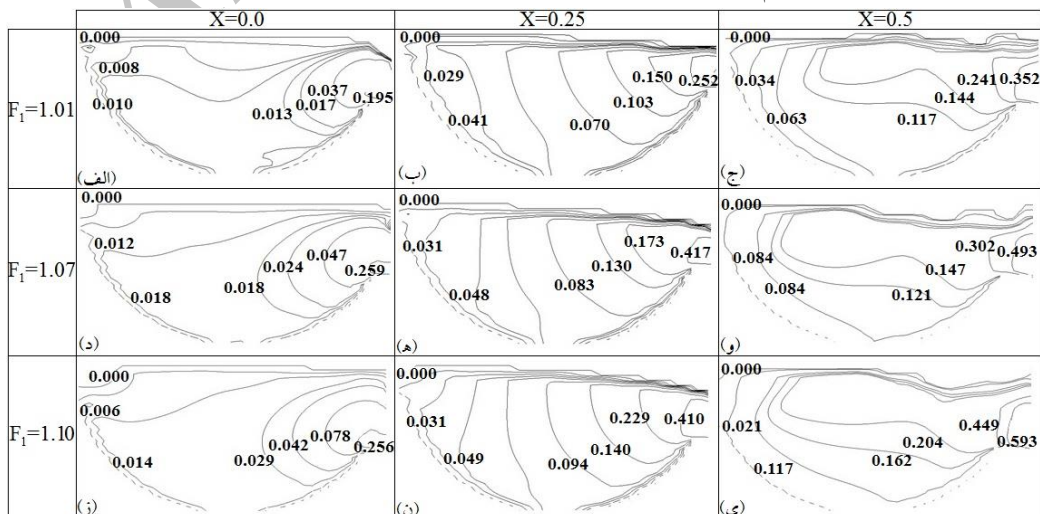 X=0.0 X=0.25 X=0.5
F₁=1.01
0.000 0.008 0.010 0.013 0.017 0.037 0.195 (الف)
0.000 0.029 0.041 0.070 0.103 0.150 0.252 (ب)
0.000 0.034 0.063 0.117 0.144 0.241 0.352 (ج)
F₁=1.07
0.000 0.012 0.018 0.018 0.024 0.047 0.259 (د)
0.000 0.031 0.048 0.083 0.130 0.173 0.417 (ه)
0.000 0.084 0.084 0.121 0.147 0.302 0.493 (و)
F₁=1.10
0.000 0.006 0.014 0.029 0.042 0.078 0.256 (ز)
0.000 0.031 0.049 0.094 0.140 0.229 0.410 (ن)
0.000 0.021 0.117 0.162 0.204 0.449 0.593 (ی)